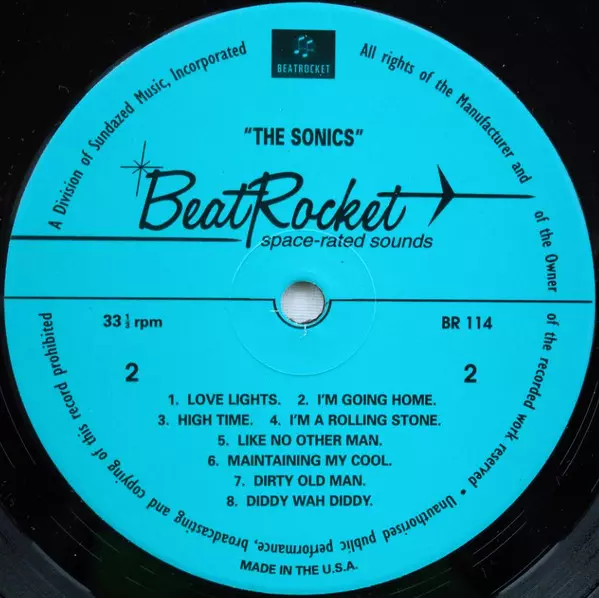 BEATROCKET
A Division of Sundazed Music, Incorporated
All rights of the Manufacturer and of the Owner of the recorded work reserved • Unauthorised public performance, broadcasting and copying of this record prohibited
"THE SONICS"
BeatRocket
space-rated sounds
33 1/3 rpm
BR 114
2
2
1. LOVE LIGHTS. 2. I'M GOING HOME.
3. HIGH TIME. 4. I'M A ROLLING STONE.
5. LIKE NO OTHER MAN.
6. MAINTAINING MY COOL.
7. DIRTY OLD MAN.
8. DIDDY WAH DIDDY.
MADE IN THE U.S.A.